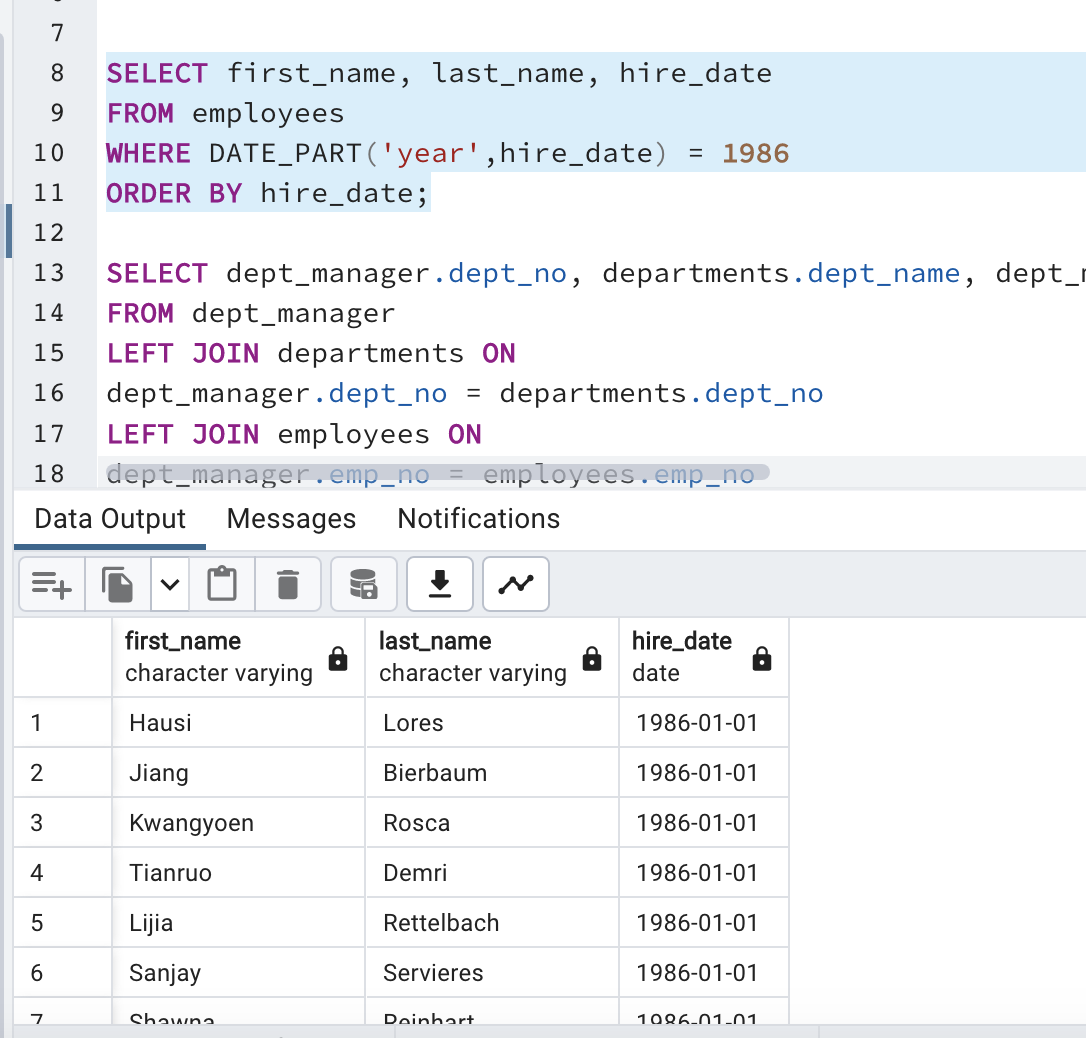 7
8 SELECT first_name, last_name, hire_date
9 FROM employees
10 WHERE DATE_PART('year',hire_date) = 1986
11 ORDER BY hire_date;
12
13 SELECT dept_manager.dept_no, departments.dept_name,
14 FROM dept_manager
15 LEFT JOIN departments ON
16 dept_manager.dept_no = departments.dept_no
17 LEFT JOIN employees ON
18 dept_manager.emp_no = employees.emp_no
Data Output Messages Notifications
first_name last_name hire_date
character varying character varying date
1 Hausi Lores 1986-01-01
2 Jiang Bierbaum 1986-01-01
3 Kwangyoen Rosca 1986-01-01
4 Tianruo Demri 1986-01-01
5 Lijia Rettelbach 1986-01-01
6 Sanjay Servieres 1986-01-01
7 Shawna 1986-01-01